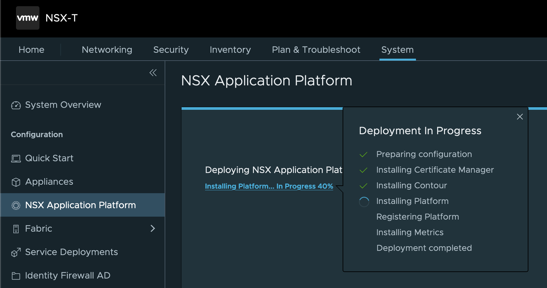 vmw NSX-T
Home Networking Security Inventory Plan & Troubleshoot System
NSX Application Platform
System Overview
Configuration
Quick Start
Appliances
NSX Application Platform
Fabric
Service Deployments
Identity Firewall AD
Deploying NSX Application Plat
Installing Platform... In Progress 40%
Deployment In Progress
Preparing configuration
Installing Certificate Manager
Installing Contour
Installing Platform
Registering Platform
Installing Metrics
Deployment completed